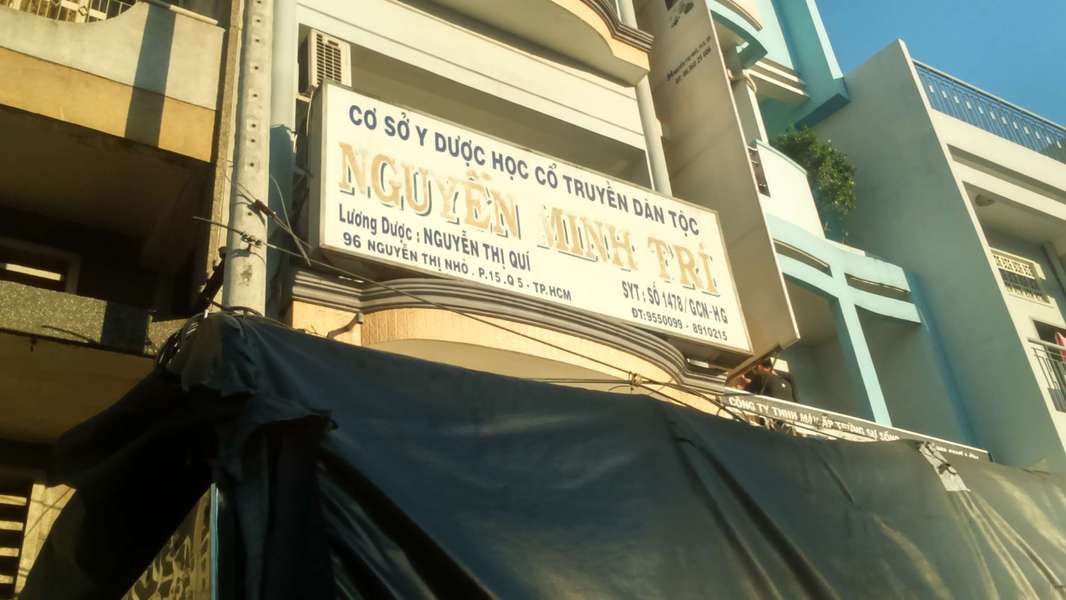 CƠ SỞ Y DƯỢC HỌC CỔ TRUYỀN DÂN TỘC
NGUYỄN MINH TRÍ
Lương Dược : NGUYỄN THỊ QUÍ
96 NGUYỄN THỊ NHỎ . P.15 . Q 5 - TP.HCM
SYT : SỐ 1478 / GCN-HG
ĐT:9550099 - 8910215
CÔNG TY TNHH